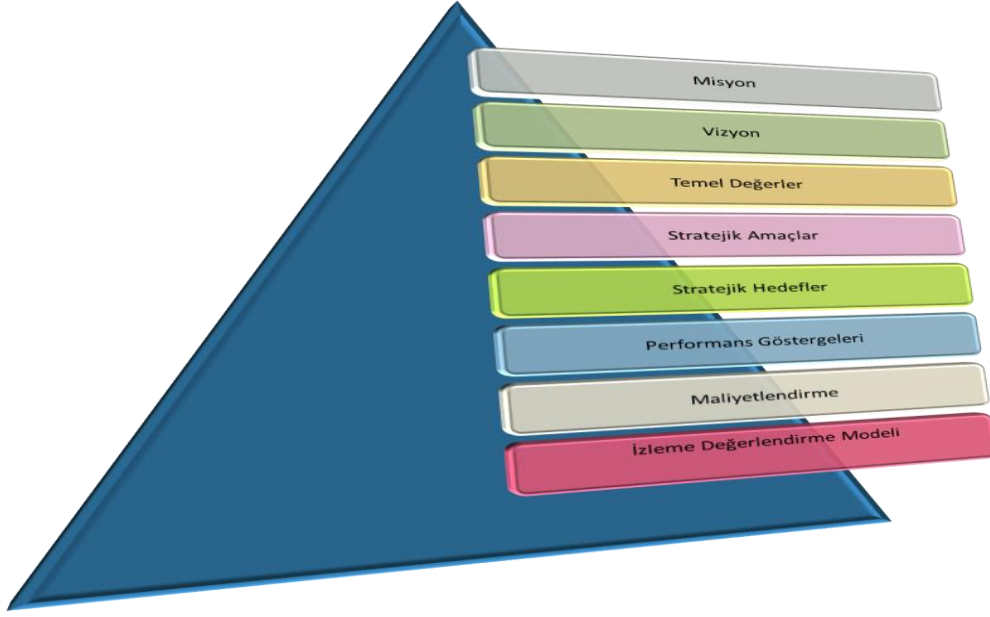 Misyon
Vizyon
Temel Değerler
Stratejik Amaçlar
Stratejik Hedefler
Performans Göstergeleri
Maliyetlendirme
İzleme Değerlendirme Modeli